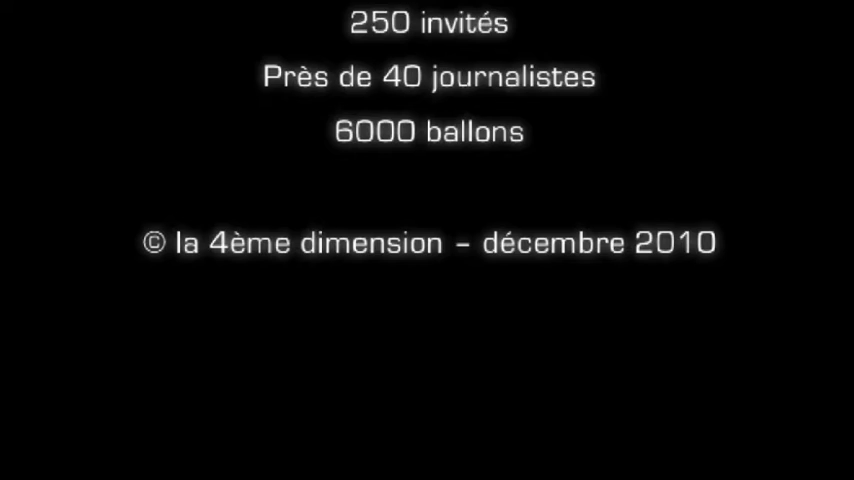 250 invités
Près de 40 journalistes
6000 ballons
© la 4ème dimension – décembre 2010